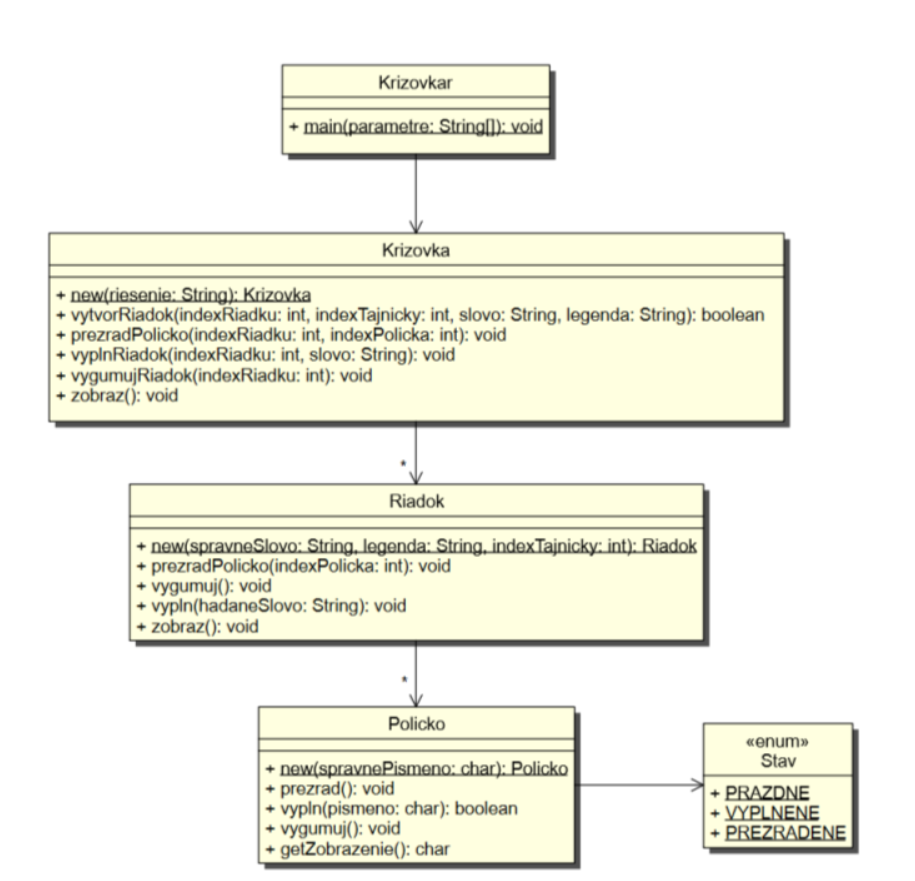 Krizovkar
+ main(parametre: String[]): void
Krizovka
+ new(riesenie: String): Krizovka
+ vytvorRiadok(indexRiadku: int, indexTajnicky: int, slovo: String, legenda: String): boolean
+ prezradPolicko(indexRiadku: int, indexPolicka: int): void
+ vyplnRiadok(indexRiadku: int, slovo: String): void
+ vygumujRiadok(indexRiadku: int): void
+ zobraz(): void
*
Riadok
+ new(spravneSlovo: String, legenda: String, indexTajnicky: int): Riadok
+ prezradPolicko(indexPolicka: int): void
+ vygumuj(): void
+ vypln(hadaneSlovo: String): void
+ zobraz(): void
*
Policko
+ new(spravnePismeno: char): Policko
+ prezrad(): void
+ vypln(pismeno: char): boolean
+ vygumuj(): void
+ getZobrazenie(): char
«enum»
Stav
+ PRAZDNE
+ VYPLNENE
+ PREZRADENE